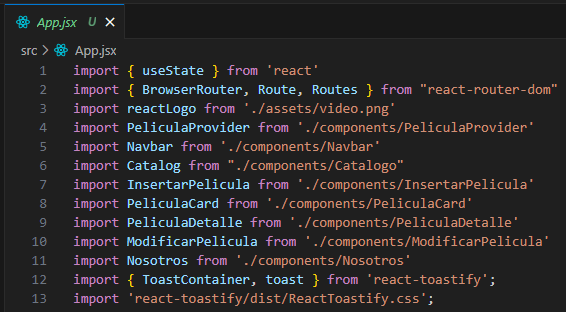 App.jsx U ×
src > App.jsx
1 import { useState } from 'react'
2 import { BrowserRouter, Route, Routes } from "react-router-dom"
3 import reactLogo from './assets/video.png'
4 import PeliculaProvider from './components/PeliculaProvider'
5 import Navbar from './components/Navbar'
6 import Catalog from "./components/Catalogo"
7 import InsertarPelicula from './components/InsertarPelicula'
8 import PeliculaCard from './components/PeliculaCard'
9 import PeliculaDetalle from './components/PeliculaDetalle'
10 import ModificarPelicula from './components/ModificarPelicula'
11 import Nosotros from './components/Nosotros'
12 import { ToastContainer, toast } from 'react-toastify';
13 import 'react-toastify/dist/ReactToastify.css';